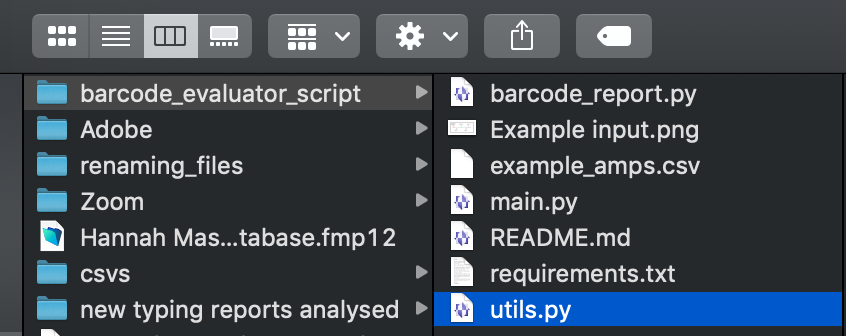 barcode_evaluator_script
Adobe
renaming_files
Zoom
Hannah Mas...tabase.fmp12
csvs
new typing reports analysed
barcode_report.py
Example input.png
example_amps.csv
main.py
README.md
requirements.txt
utils.py